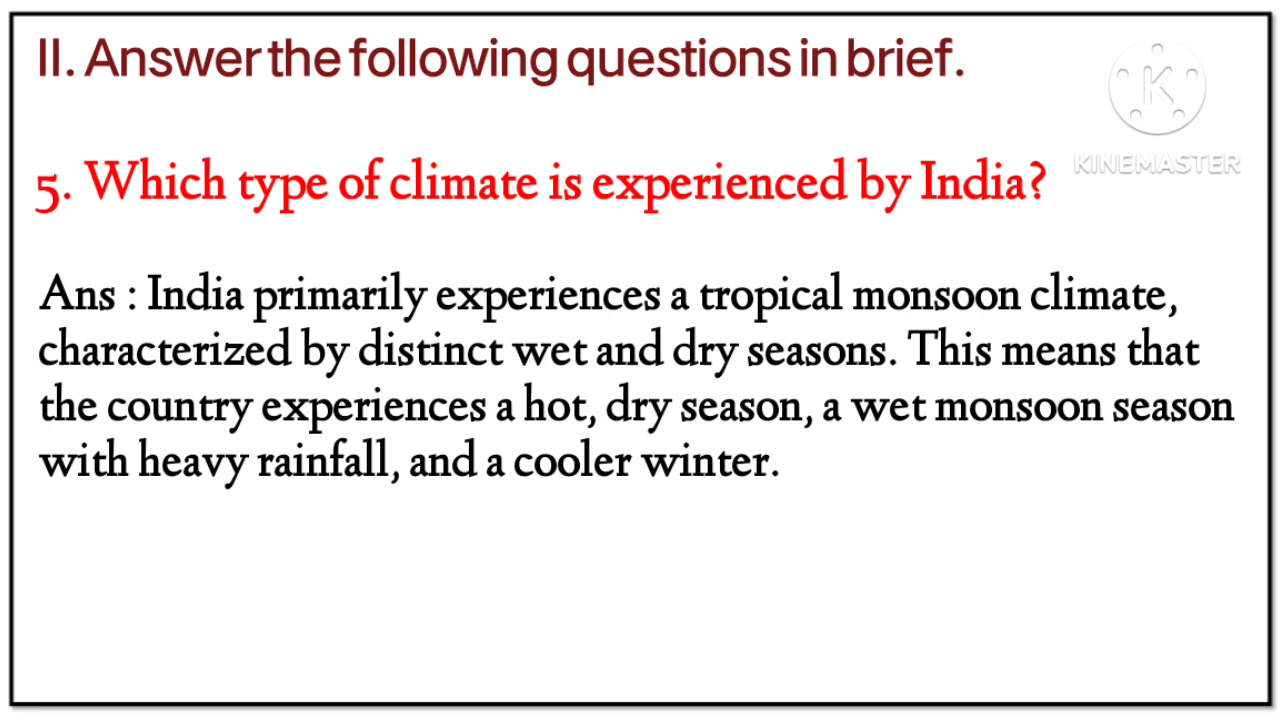 II. Answer the following questions in brief.
K
KINEMASTER
5. Which type of climate is experienced by India?
Ans : India primarily experiences a tropical monsoon climate,
characterized by distinct wet and dry seasons. This means that
the country experiences a hot, dry season, a wet monsoon season
with heavy rainfall, and a cooler winter.